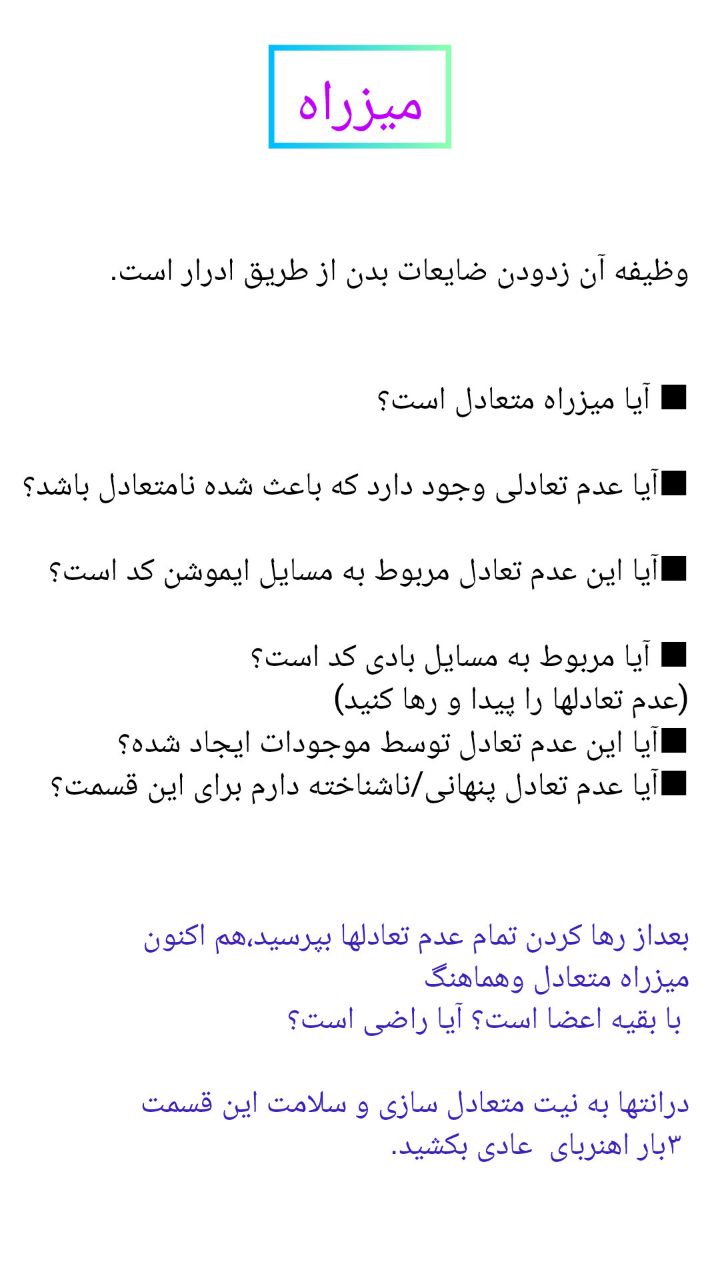 میزراه
وظیفه آن زدودن ضایعات بدن از طریق ادرار است.
■ آیا میزراه متعادل است؟
■آیا عدم تعادلی وجود دارد که باعث شده نامتعادل باشد؟
■آیا این عدم تعادل مربوط به مسایل ایموشن کد است؟
■ آیا مربوط به مسایل بادی کد است؟
(عدم تعادلها را پیدا و رها کنید)
■آیا این عدم تعادل توسط موجودات ایجاد شده؟
■آیا عدم تعادل پنهانی/ناشناخته دارم برای این قسمت؟
بعداز رها کردن تمام عدم تعادلها بپرسید،هم اکنون
میزراه متعادل وهماهنگ
با بقیه اعضا است؟ آیا راضی است؟
درانتها به نیت متعادل سازی و سلامت این قسمت
۳بار اهنربای  عادی بکشید.